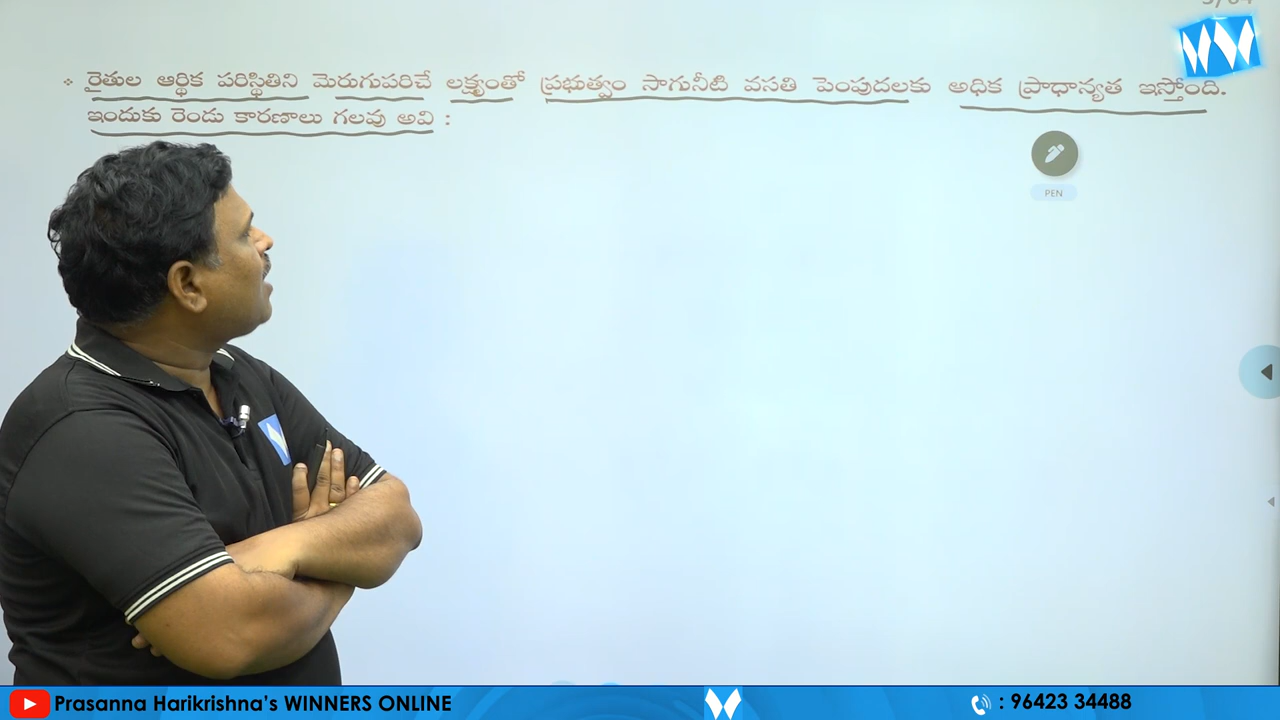 ❖ రైతుల ఆర్థిక పరిస్థితిని మెరుగుపరిచే లక్ష్యంతో ప్రభుత్వం సాగునీటి వసతి పెంపుదలకు అధిక ప్రాధాన్యత ఇస్తోంది.
ఇందుకు రెండు కారణాలు గలవు అవి :
PEN
Prasanna Harikrishna's WINNERS ONLINE
: 96423 34488